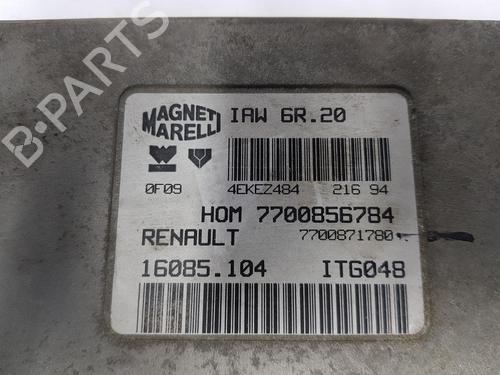 B-PARTS
MAGNETI
MARELLI
IAW 6R.20
0F09
4EKEZ484 216 94
HOM 7700856784
RENAULT 7700871780
16085.104 ITG048